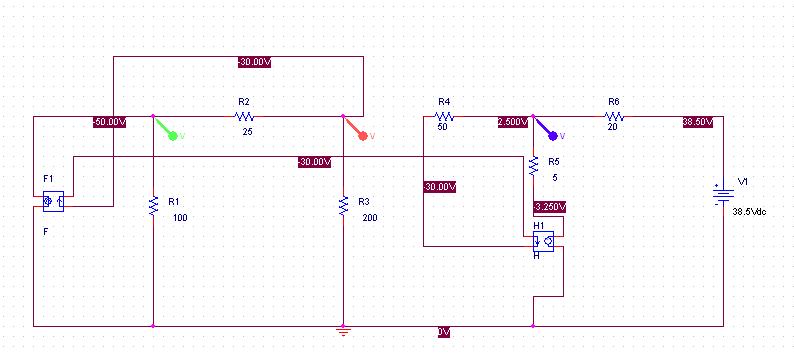 -30.00V
R2
R4
R6
-50.00V
V
25
V
50
2.500V
V
20
38.50V
-30.00V
R5
F1
5
V1
-30.00V
R1
R3
-3.250V
38.5Vdc
100
200
F
H1
H
0V